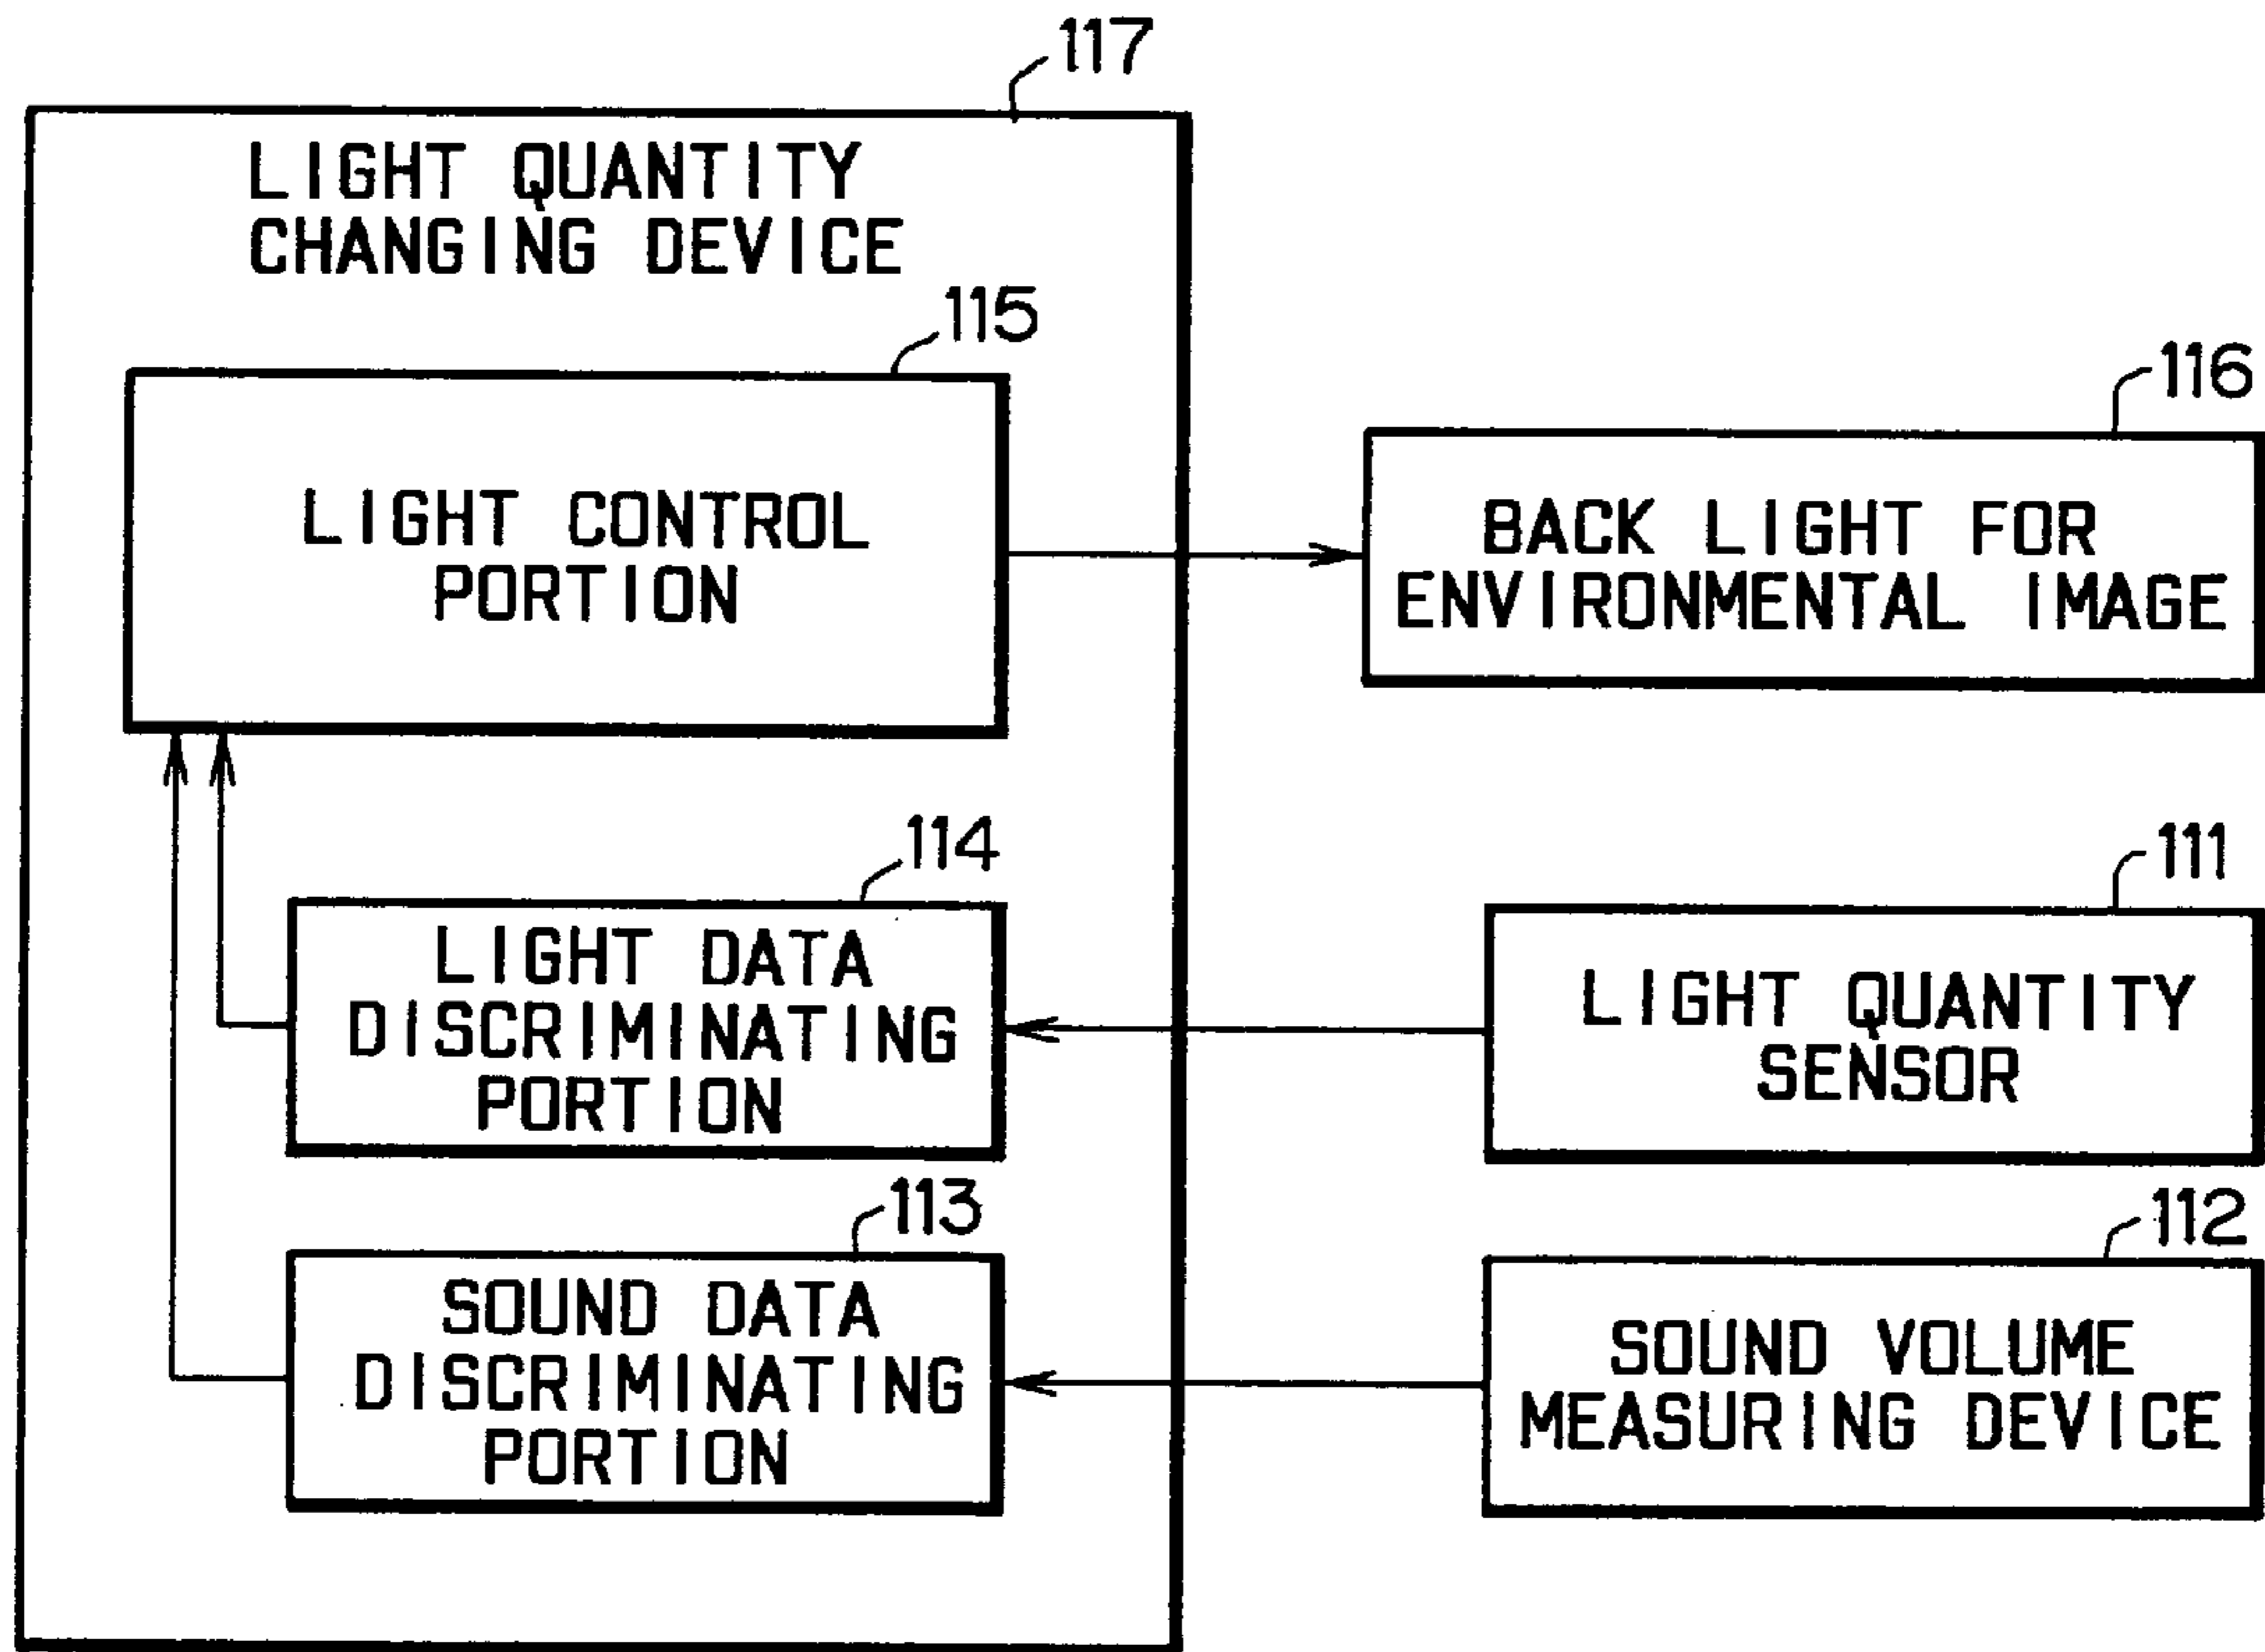 117
LIGHT QUANTITY
CHANGING DEVICE
115
LIGHT CONTROL
PORTION
116
BACK LIGHT FOR
ENVIRONMENTAL IMAGE
114
LIGHT DATA
DISCRIMINATING
PORTION
111
LIGHT QUANTITY
SENSOR
113
SOUND DATA
DISCRIMINATING
PORTION
112
SOUND VOLUME
MEASURING DEVICE